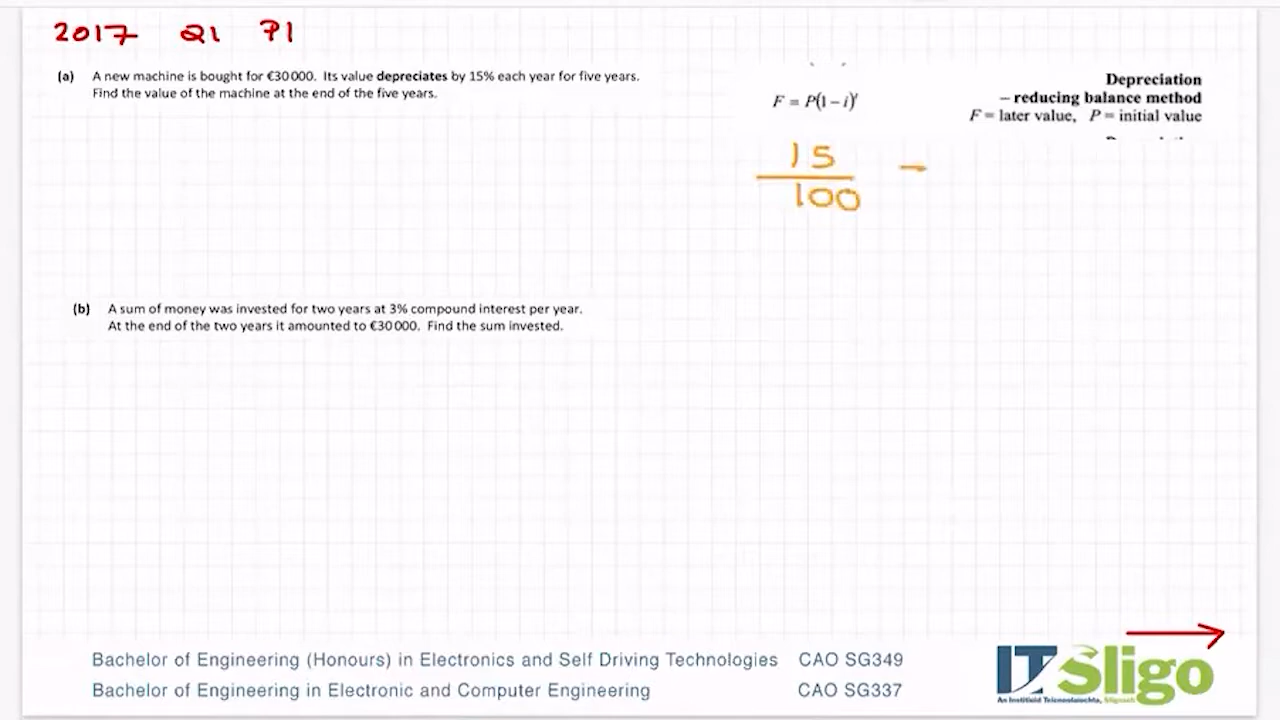 2017 Q1 P1
(a) A new machine is bought for €30 000. Its value depreciates by 15% each year for five years.
Find the value of the machine at the end of the five years.
F = P(1 – i)^t
Depreciation
– reducing balance method
F = later value, P = initial value
15
100
(b) A sum of money was invested for two years at 3% compound interest per year.
At the end of the two years it amounted to €30 000. Find the sum invested.
Bachelor of Engineering (Honours) in Electronics and Self Driving Technologies CAO SG349
Bachelor of Engineering in Electronic and Computer Engineering CAO SG337
IT Sligo
An Institiúid Teicneolaíochta, Sligeach